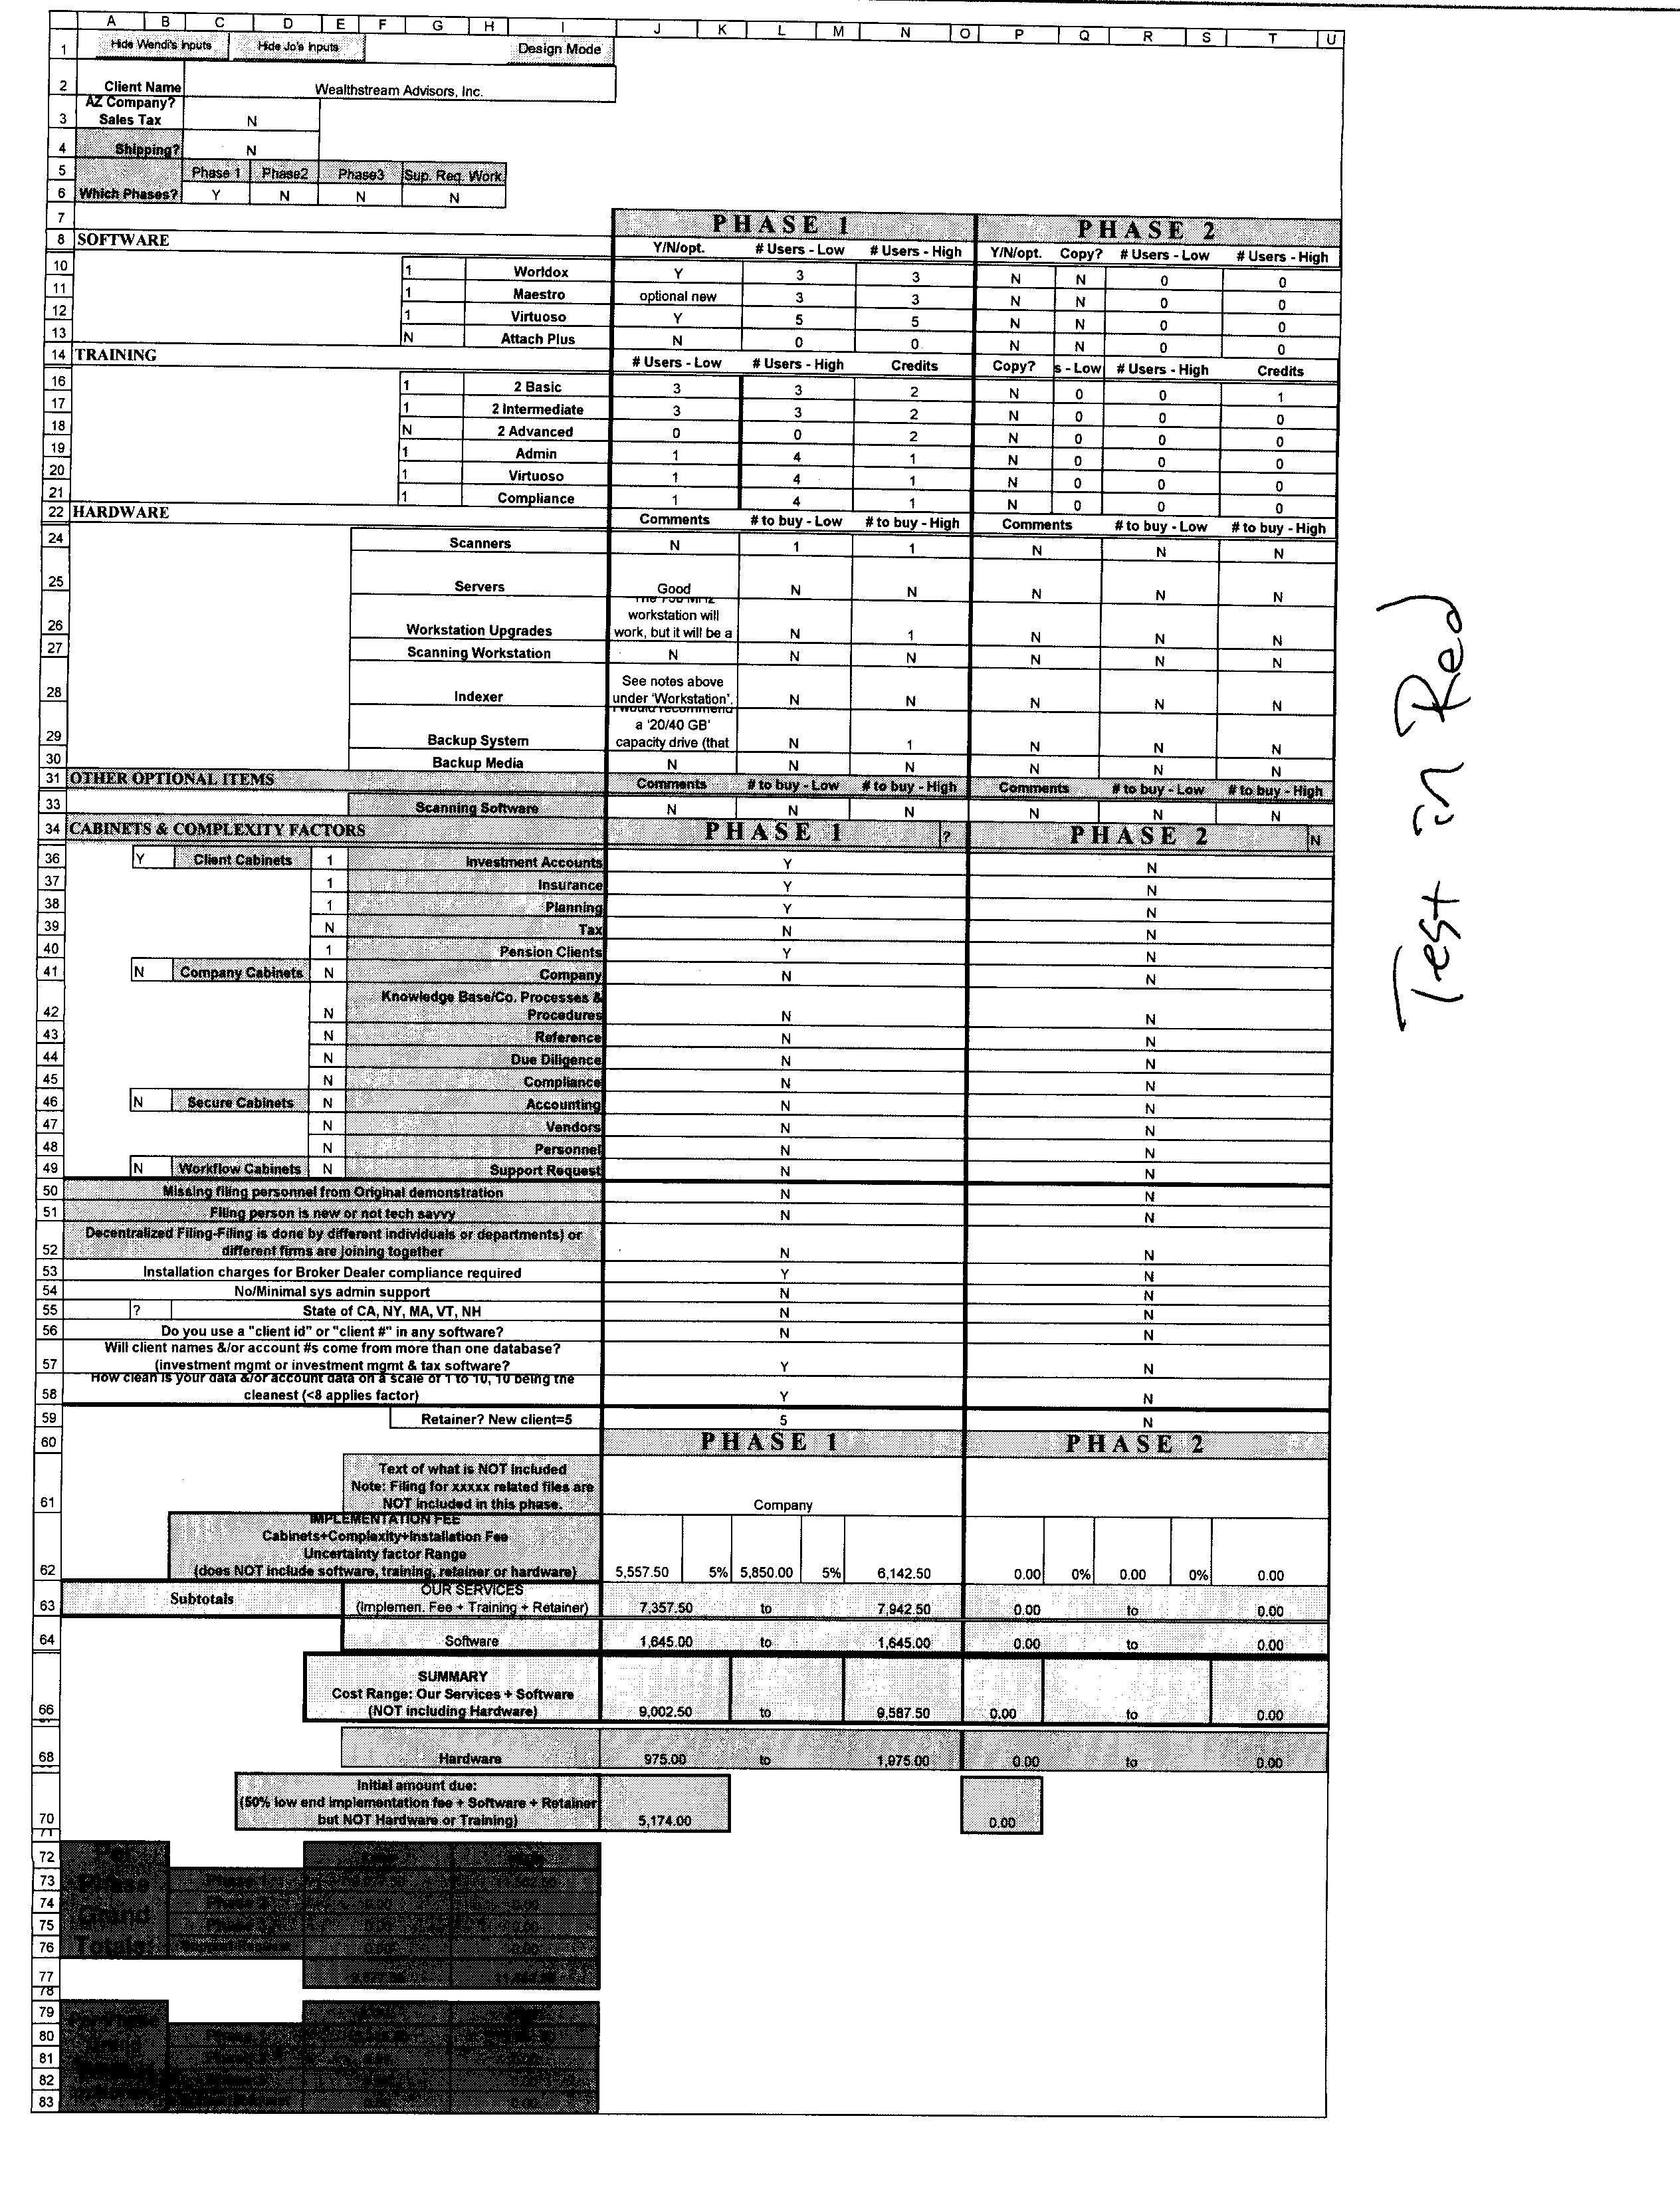 A B C D E F G H I J K L M N O P Q R S T U
1 Hide Wendi's inputs Hide Jo's inputs Design Mode
2 Client Name Wealthstream Advisors, Inc.
AZ Company?
3 Sales Tax N
4 Shipping? N
5 Phase 1 Phase2 Phase3 Sup. Req. Work.
6 Which Phases? Y N N N
7 PHASE 1 PHASE 2
8 SOFTWARE Y/N/opt. # Users - Low # Users - High Y/N/opt. Copy? # Users - Low # Users - High
10 1 Worldox Y 3 3 N N 0 0
11 1 Maestro optional new 3 3 N N 0 0
12 1 Virtuoso Y 5 5 N N 0 0
13 N Attach Plus N 0 0 N N 0 0
14 TRAINING # Users - Low # Users - High Credits Copy? s - Low # Users - High Credits
16 1 2 Basic 3 3 2 N 0 0 1
17 1 2 Intermediate 3 3 2 N 0 0 0
18 N 2 Advanced 0 0 2 N 0 0 0
19 1 Admin 1 4 1 N 0 0 0
20 1 Virtuoso 1 4 1 N 0 0 0
21 1 Compliance 1 4 1 N 0 0 0
22 HARDWARE Comments # to buy - Low # to buy - High Comments # to buy - Low # to buy - High
24 Scanners N 1 1 N N N
25 Servers Good N N N N N
The 750 MHz
workstation will
26 Workstation Upgrades work, but it will be a N 1 N N N
27 Scanning Workstation N N N N N N
See notes above
28 Indexer under 'Workstation'. N N N N N
I would recommend
a '20/40 GB'
29 Backup System capacity drive (that N 1 N N N
30 Backup Media N N N N N N
31 OTHER OPTIONAL ITEMS Comments # to buy - Low # to buy - High Comments # to buy - Low # to buy - High
33 Scanning Software N N N N N N
34 CABINETS & COMPLEXITY FACTORS PHASE 1 ? PHASE 2 N
36 Y Client Cabinets 1 Investment Accounts Y N
37 1 Insurance Y N
38 1 Planning Y N
39 N Tax N N
40 1 Pension Clients Y N
41 N Company Cabinets N Company N N
Knowledge Base/Co. Processes &
42 N Procedures N N
43 N Reference N N
44 N Due Diligence N N
45 N Compliance N N
46 N Secure Cabinets N Accounting N N
47 N Vendors N N
48 N Personnel N N
49 N Workflow Cabinets N Support Request N N
50 Missing filing personnel from Original demonstration N N
51 Filing person is new or not tech savvy N N
Decentralized Filing-Filing is done by different individuals or departments) or
52 different firms are joining together N N
53 Installation charges for Broker Dealer compliance required Y N
54 No/Minimal sys admin support N N
55 ? State of CA, NY, MA, VT, NH N N
56 Do you use a "client id" or "client #" in any software? N N
Will client names &/or account #s come from more than one database?
57 (investment mgmt or investment mgmt & tax software? Y N
How clean is your data &/or account data on a scale of 1 to 10, 10 being the
58 cleanest (<8 applies factor) Y N
59 Retainer? New client=5 5 N
60 PHASE 1 PHASE 2
Text of what is NOT included
Note: Filing for xxxxx related files are
61 NOT included in this phase. Company
IMPLEMENTATION FEE
Cabinets+Complexity+Installation Fee
Uncertainty factor Range
62 (does NOT include software, training, retainer or hardware) 5,557.50 5% 5,850.00 5% 6,142.50 0.00 0% 0.00 0% 0.00
Subtotals OUR SERVICES
63 (Implemen. Fee + Training + Retainer) 7,357.50 to 7,942.50 0.00 to 0.00
64 Software 1,645.00 to 1,645.00 0.00 to 0.00
SUMMARY
Cost Range: Our Services + Software
66 (NOT including Hardware) 9,002.50 to 9,587.50 0.00 to 0.00
68 Hardware 975.00 to 1,975.00 0.00 to 0.00
Initial amount due:
(50% low end implementation fee + Software + Retainer
70 but NOT Hardware or Training) 5,174.00 0.00
71
72 Per
73 Phase Phase 1
74 Grand 0.00 0.00
75 0.00 0.00
76 Totals: 0.00 0.00
77
78
79
80
81
82
83
Test in Red